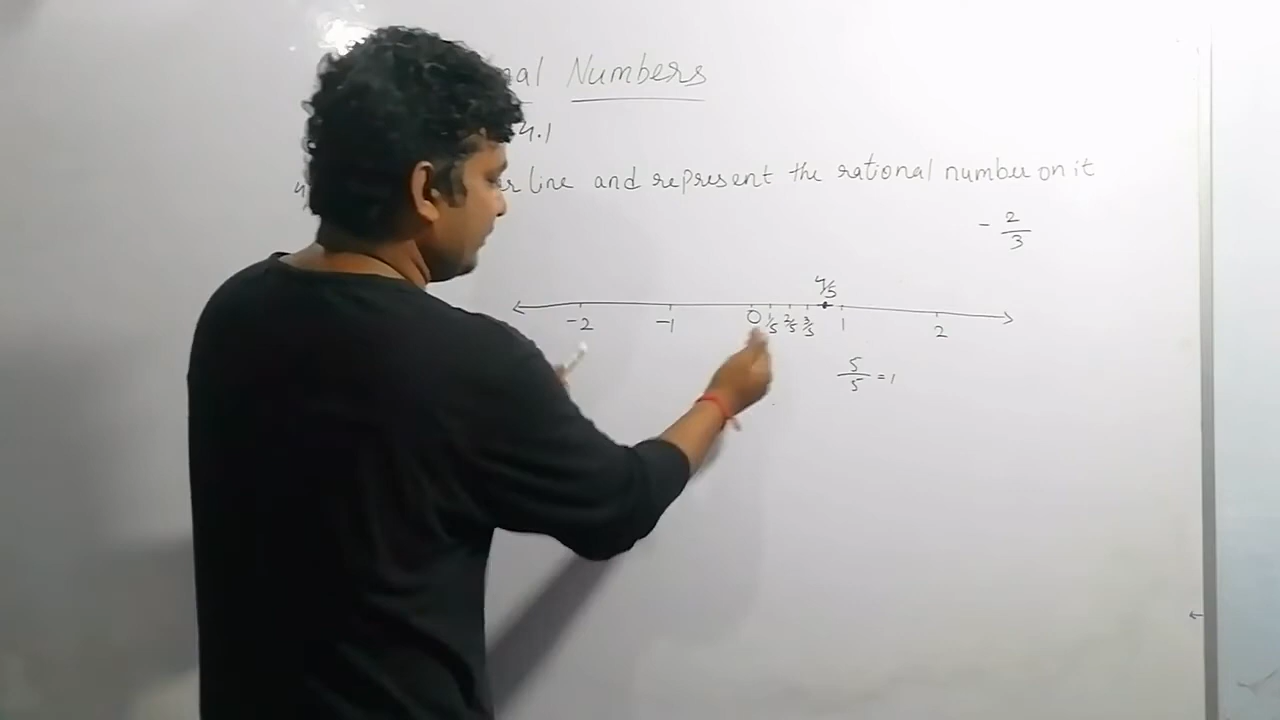 Numbers
4.1
line and represent the rational number on it
- 2/3
4/5
-2 -1 0 1/5 2/5 3/5 1 2
5/5 = 1